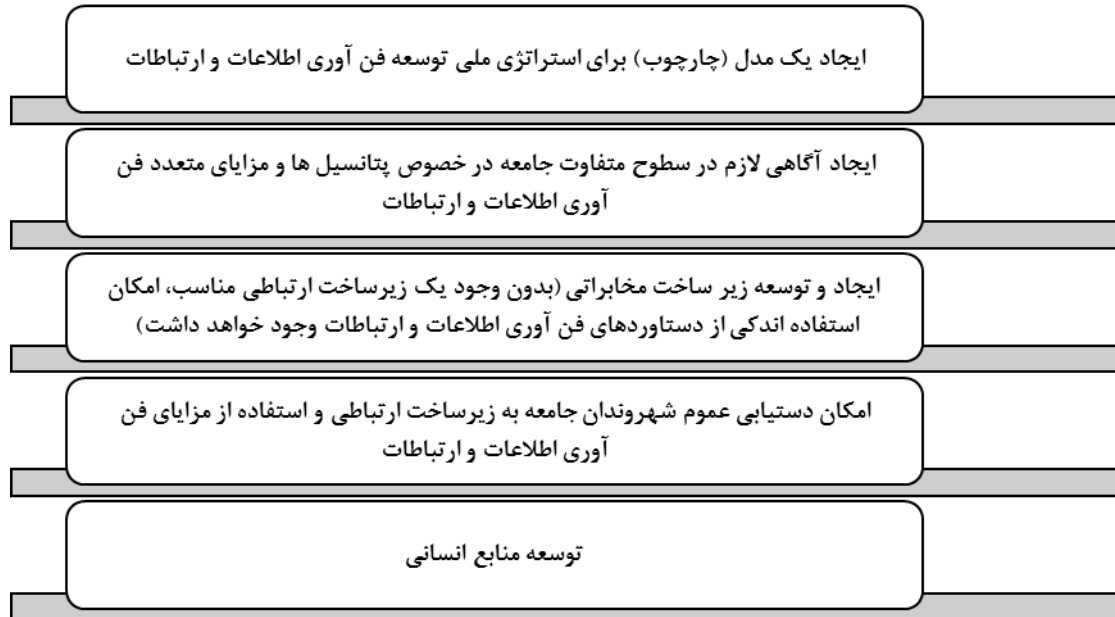 ایجاد یک مدل (چارچوب) برای استراتژی ملی توسعه فن آوری اطلاعات و ارتباطات
ایجاد آگاهی لازم در سطوح متفاوت جامعه در خصوص پتانسیل ها و مزایای متعدد فن
آوری اطلاعات و ارتباطات
ایجاد و توسعه زیر ساخت مخابراتی (بدون وجود یک زیرساخت ارتباطی مناسب، امکان
استفاده اندکی از دستاوردهای فن آوری اطلاعات و ارتباطات وجود خواهد داشت)
امکان دستیابی عموم شهروندان جامعه به زیرساخت ارتباطی و استفاده از مزایای فن
آوری اطلاعات و ارتباطات
توسعه منابع انسانی